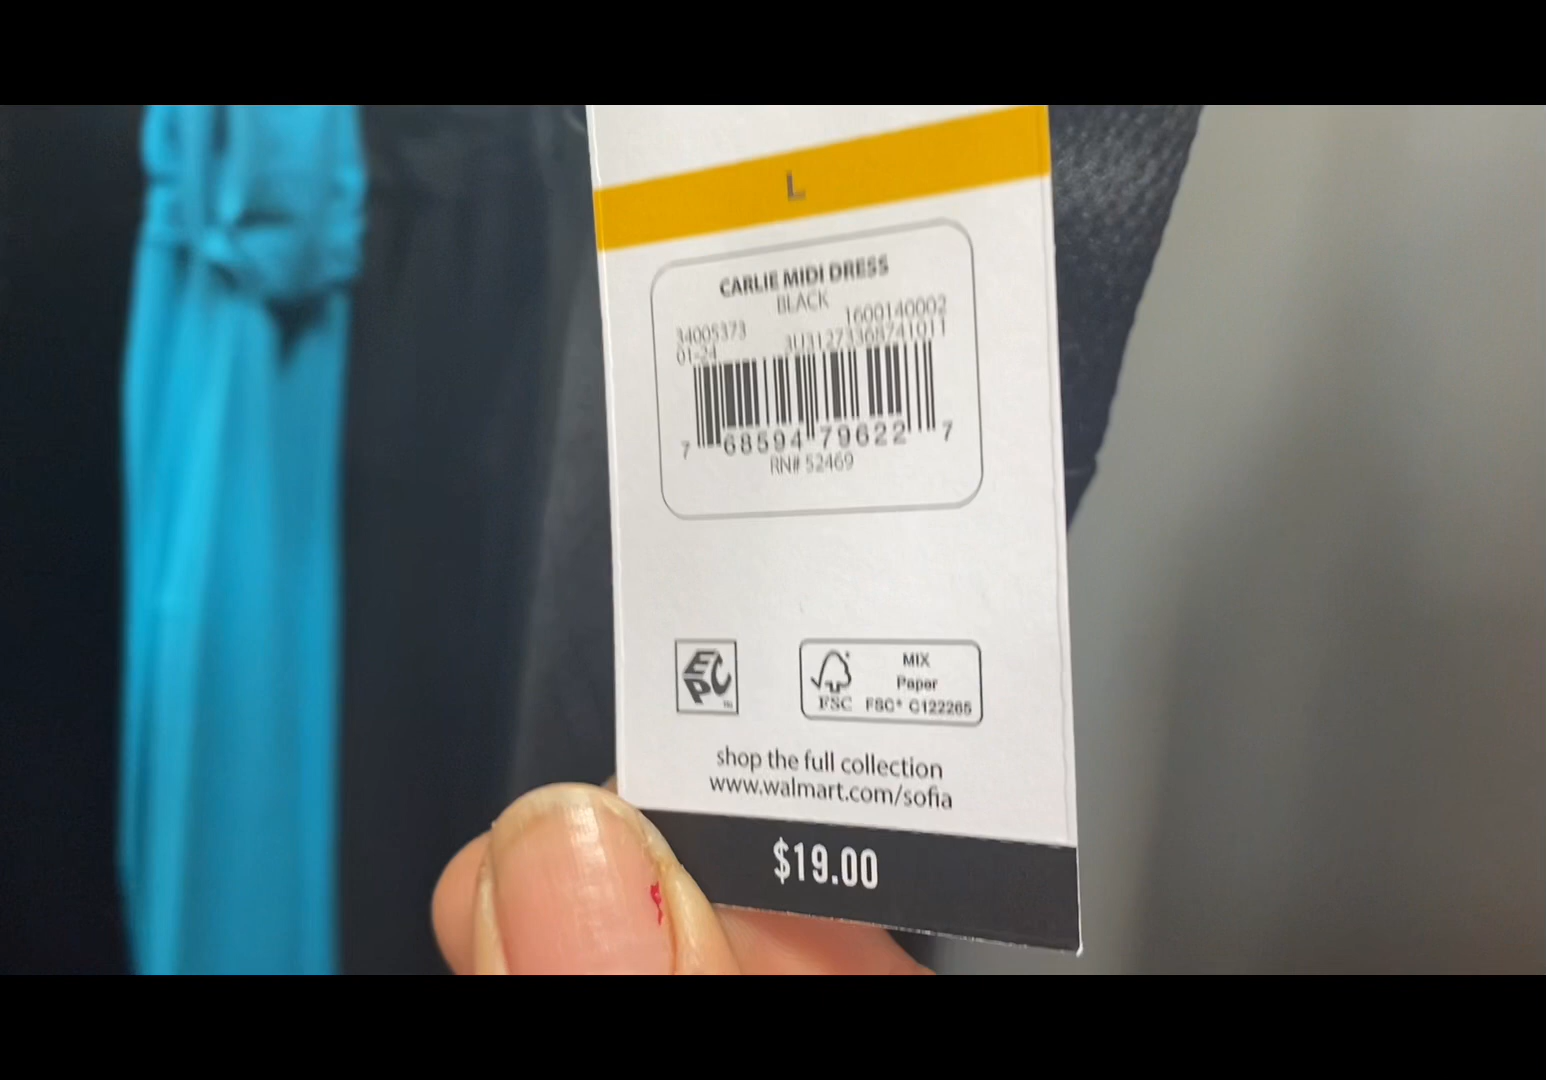 L
CARLIE MIDI DRESS
BLACK
34005373 1600140002
01-24 3U31273368741011
7 68594 79622 7
RN# 52469
EPC
MIX
Paper
FSC FSC® C122265
shop the full collection
www.walmart.com/sofia
$19.00